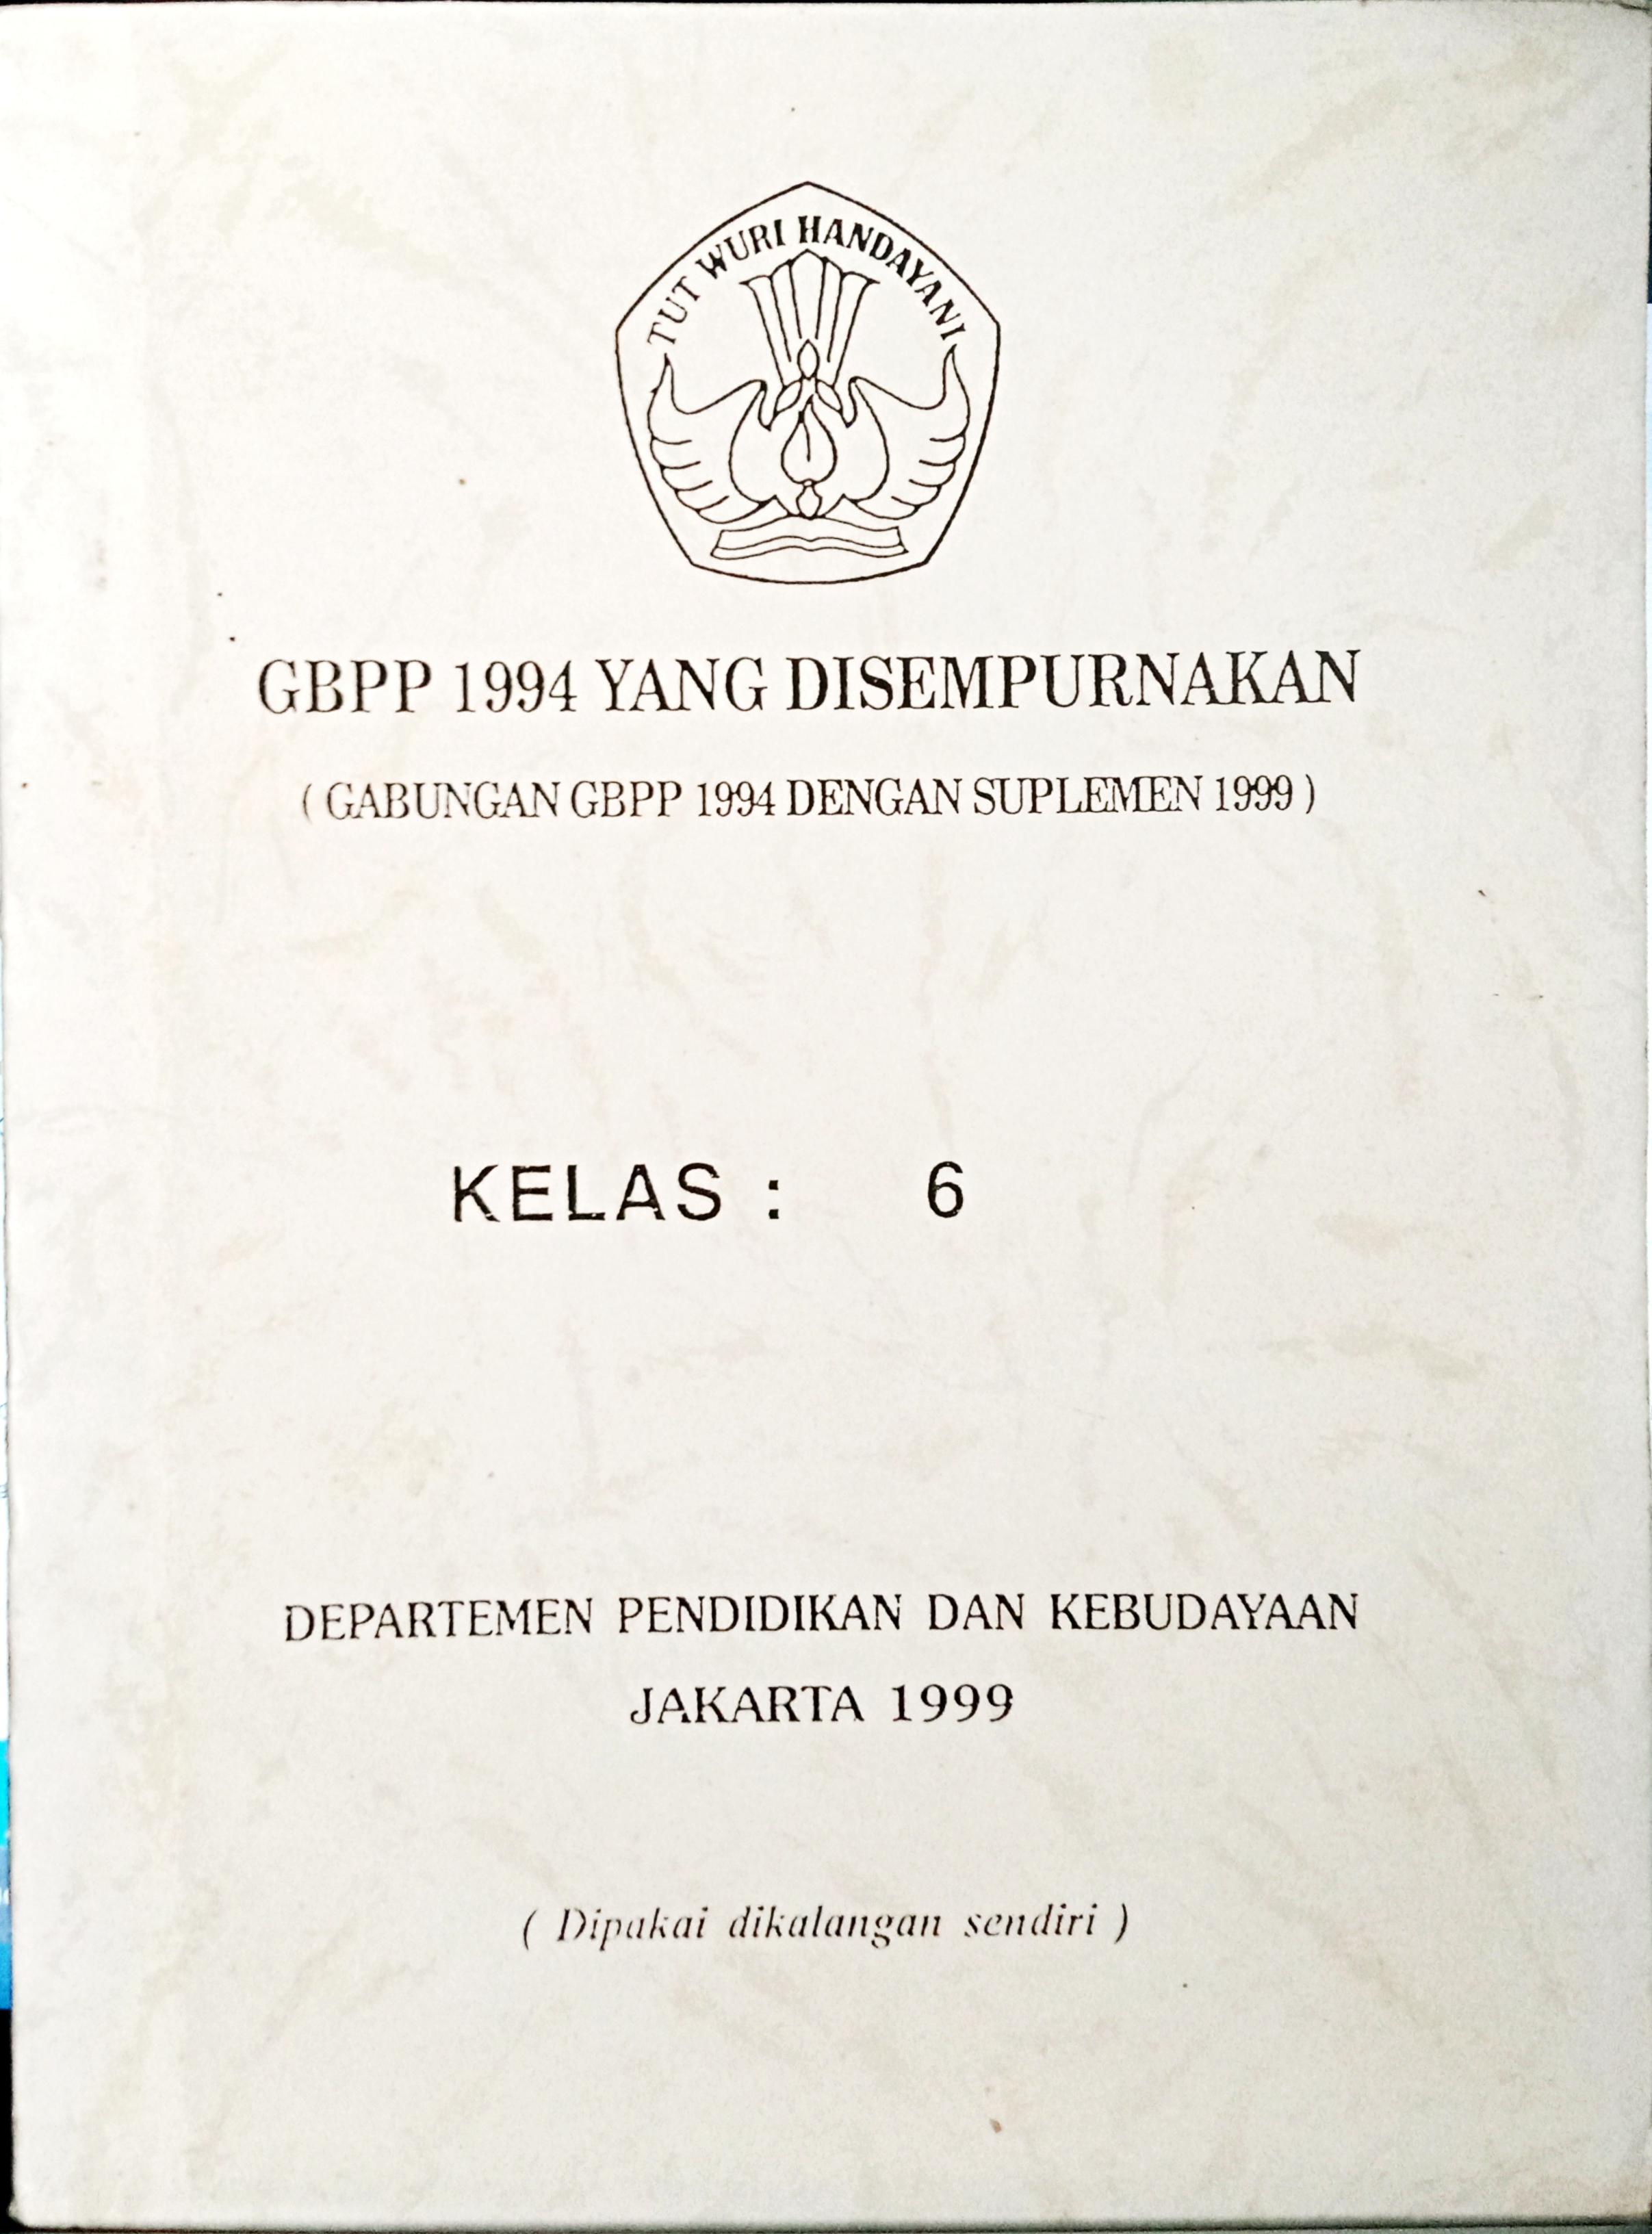 TUT WURI HANDAYANI
GBPP 1994 YANG DISEMPURNAKAN
( GABUNGAN GBPP 1994 DENGAN SUPLEMEN 1999 )
KELAS : 6
DEPARTEMEN PENDIDIKAN DAN KEBUDAYAAN
JAKARTA 1999
( Dipakai dikalangan sendiri )